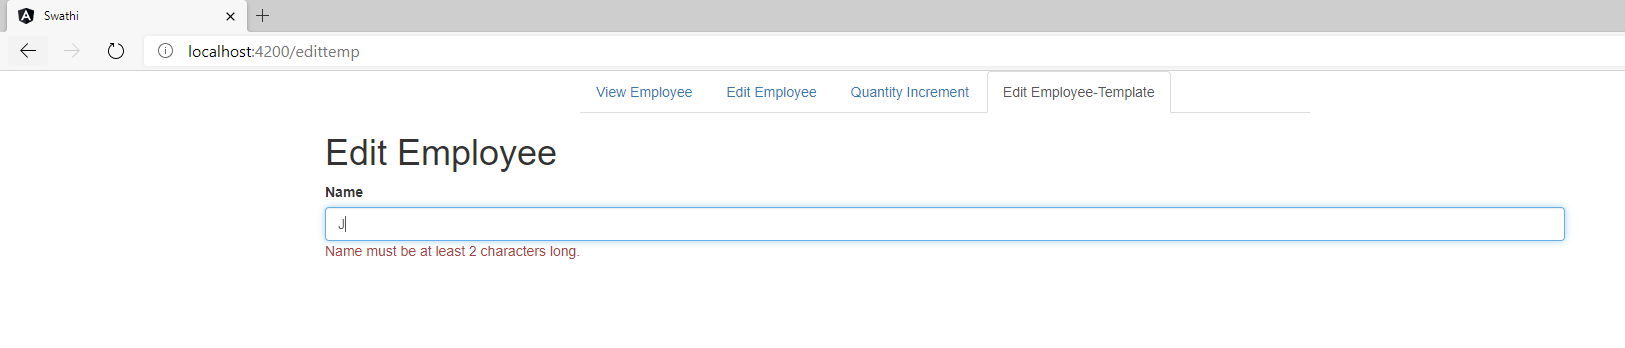 Swathi
localhost:4200/edittemp
View Employee Edit Employee Quantity Increment Edit Employee-Template
Edit Employee
Name
J
Name must be at least 2 characters long.